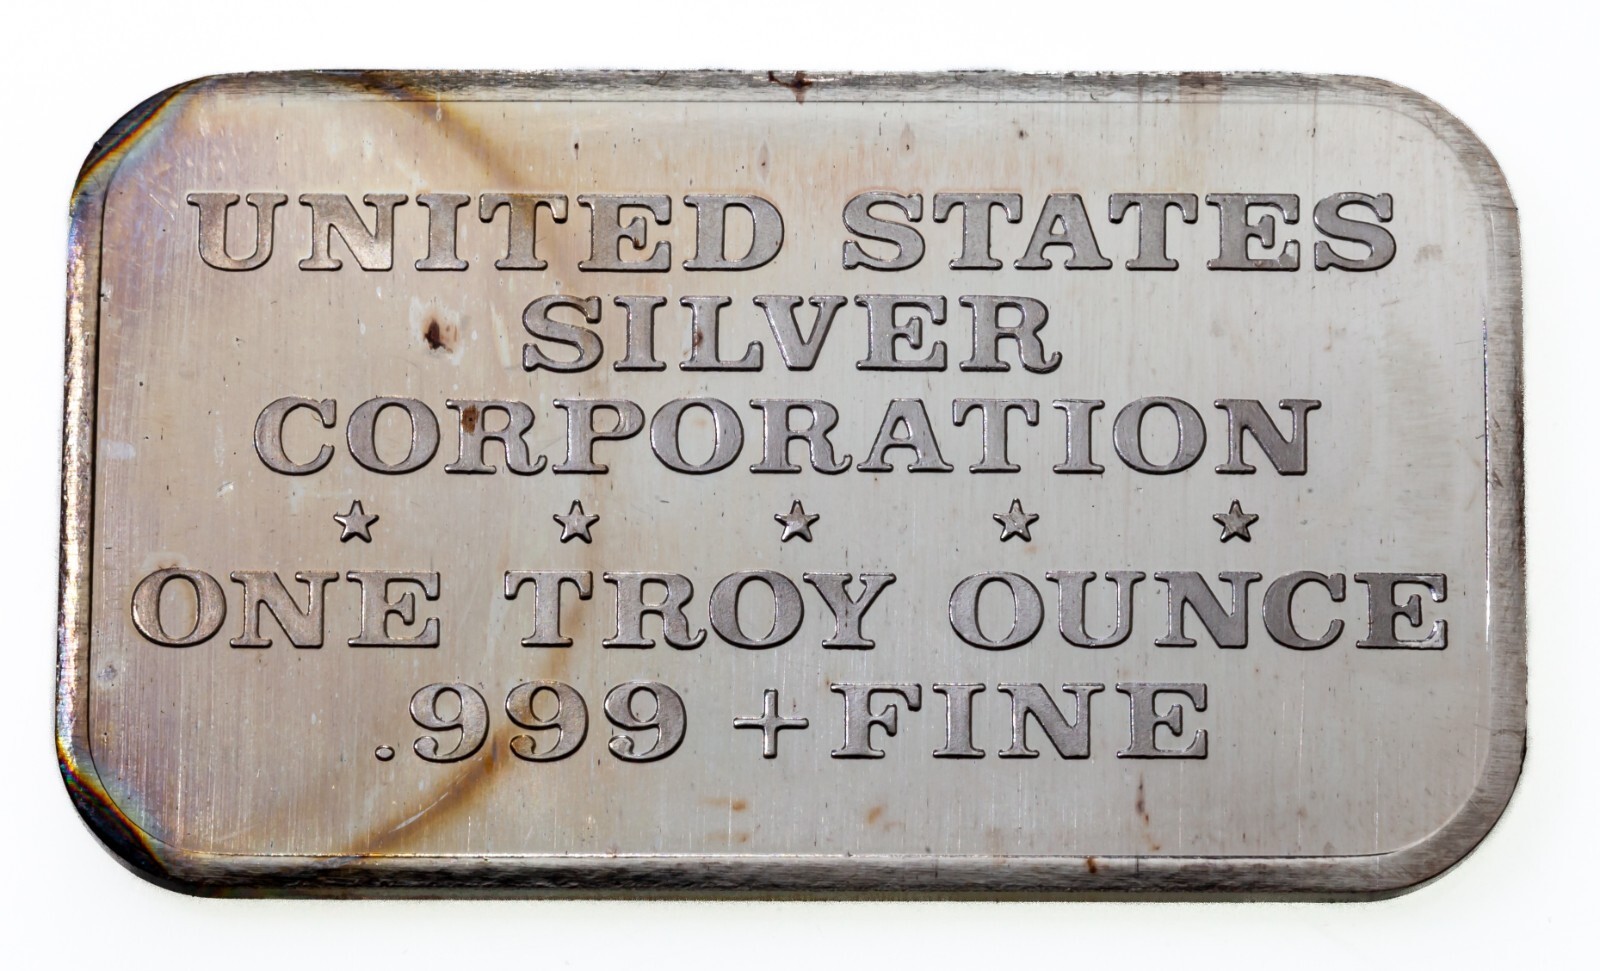 UNITED STATES
SILVER
CORPORATION
★ ★ ★ ★ ★
ONE TROY OUNCE
.999 + FINE